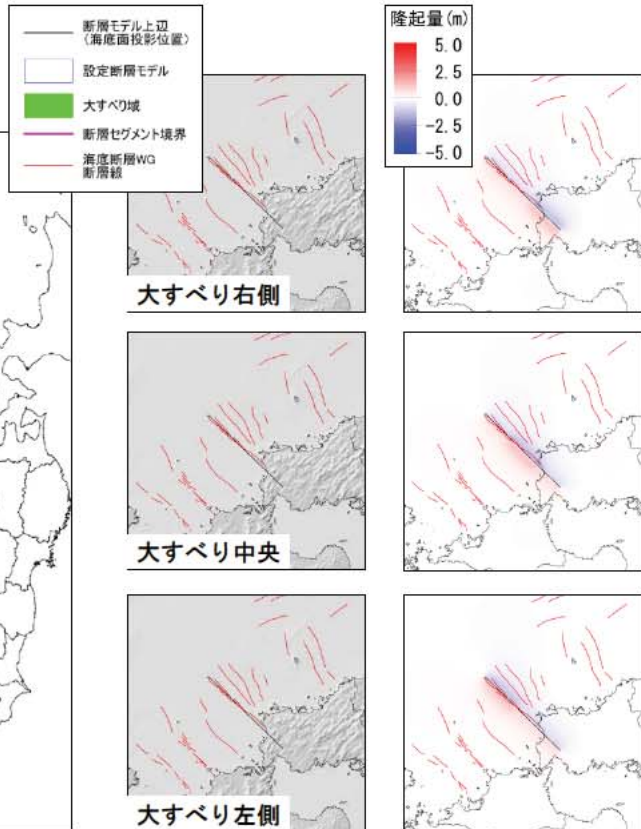 断層モデル上辺
(海底面投影位置)
設定断層モデル
大すべり域
断層セグメント境界
海底断層WG
断層線
隆起量(m)
5.0
2.5
0.0
-2.5
-5.0
大すべり右側
大すべり中央
大すべり左側